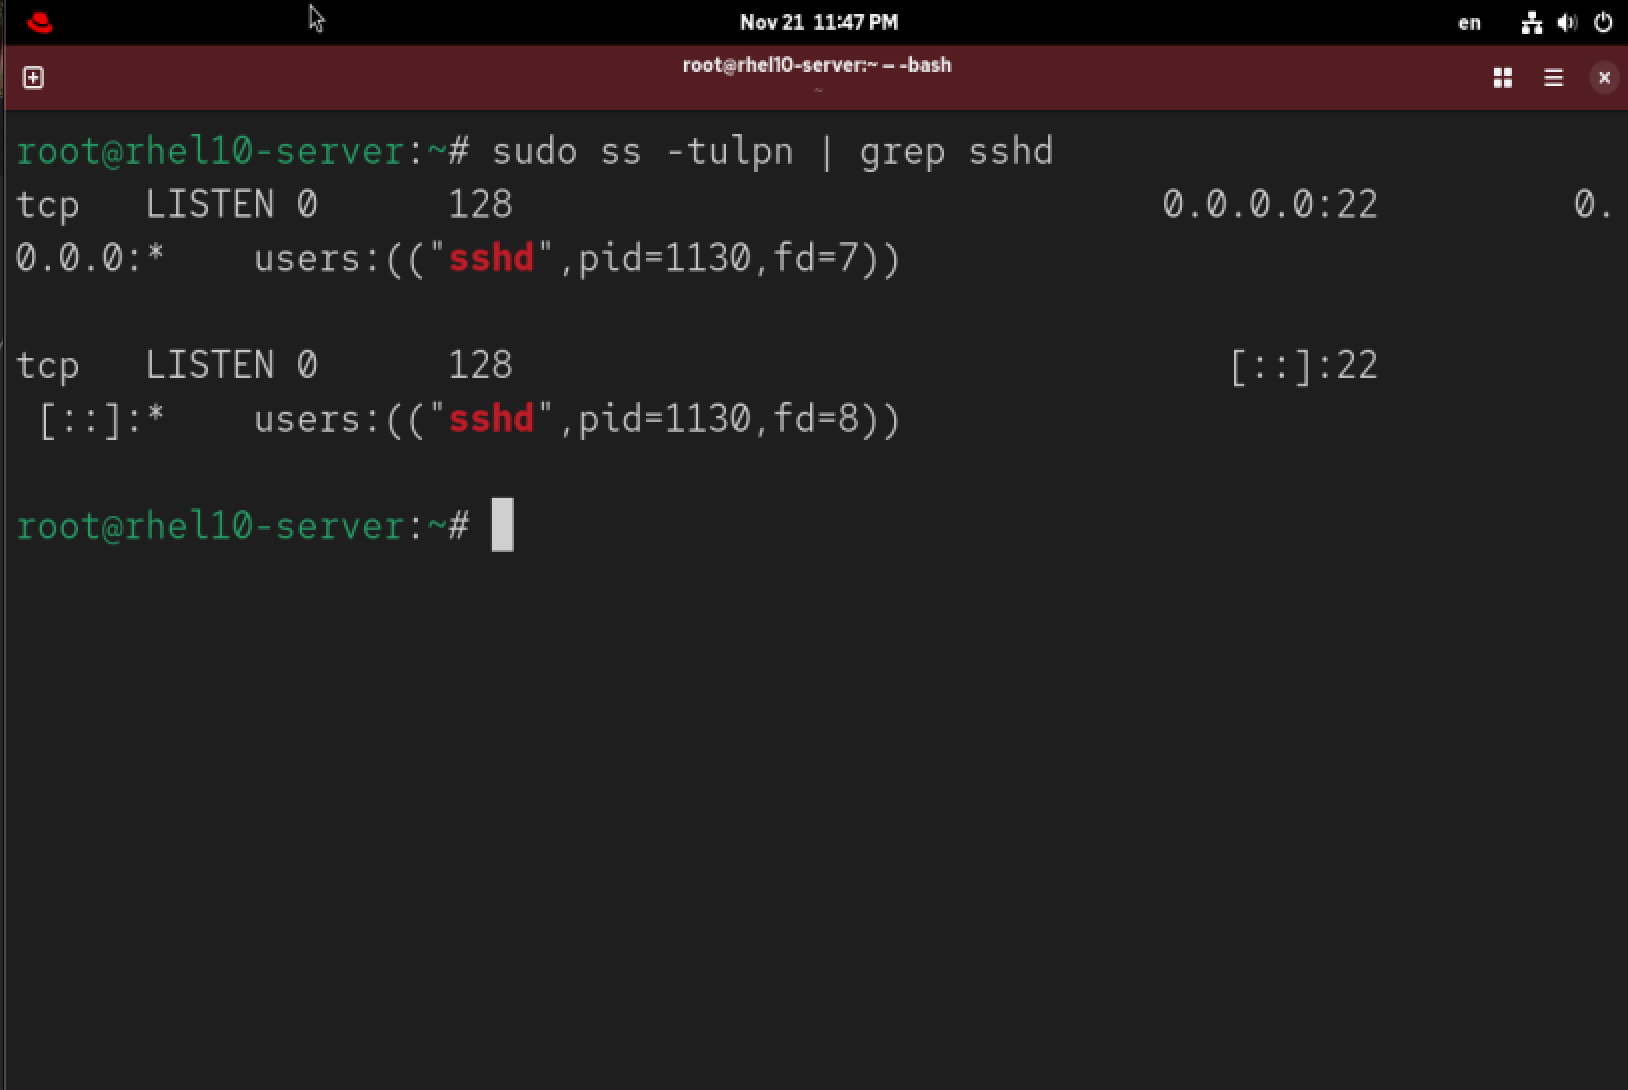 Nov 21 11:47 PM
en
root@rhel10-server:~ – -bash
~
root@rhel10-server:~# sudo ss -tulpn | grep sshd
tcp   LISTEN 0      128                              0.0.0.0:22         0.
0.0.0:*    users:(("sshd",pid=1130,fd=7))
tcp   LISTEN 0      128                                 [::]:22
 [::]:*    users:(("sshd",pid=1130,fd=8))
root@rhel10-server:~#